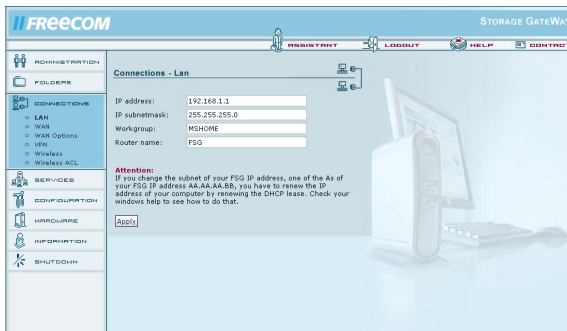 FREECOM
STORAGE GATEWAY
ASSISTANT LOGOUT HELP CONTACT
ADMINISTRATION
FOLDERS
CONNECTIONS
LAN
WAN
WAN Options
VPN
Wireless
Wireless ACL
SERVICES
CONFIGURATION
HARDWARE
INFORMATION
SHUTDOWN
Connections - Lan
IP address: 192.168.1.1
IP subnetmask: 255.255.255.0
Workgroup: MSHOME
Router name: FSG
Attention:
If you change the subnet of your FSG IP address, one of the As of
your FSG IP address AA.AA.AA.BB, you have to renew the IP
address of your computer by renewing the DHCP lease. Check your
windows help to see how to do that.
Apply